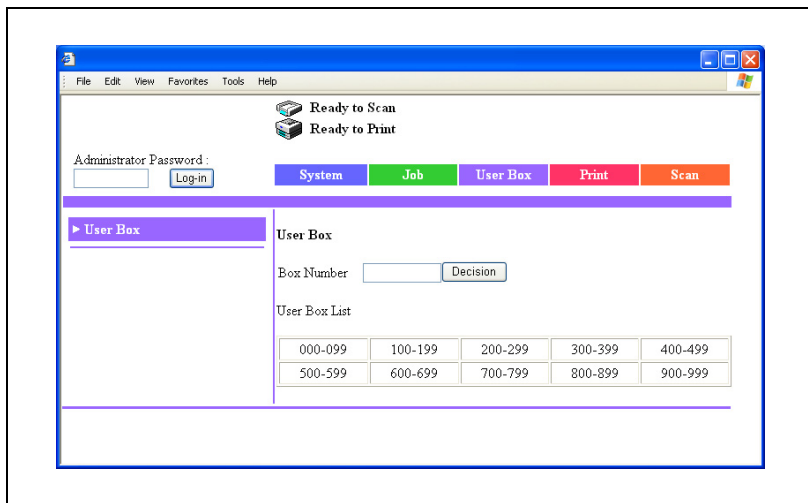 File Edit View Favorites Tools Help
Ready to Scan
Ready to Print
Administrator Password :
Log-in
System Job User Box Print Scan
User Box
User Box
Box Number Decision
User Box List
000-099 100-199 200-299 300-399 400-499
500-599 600-699 700-799 800-899 900-999